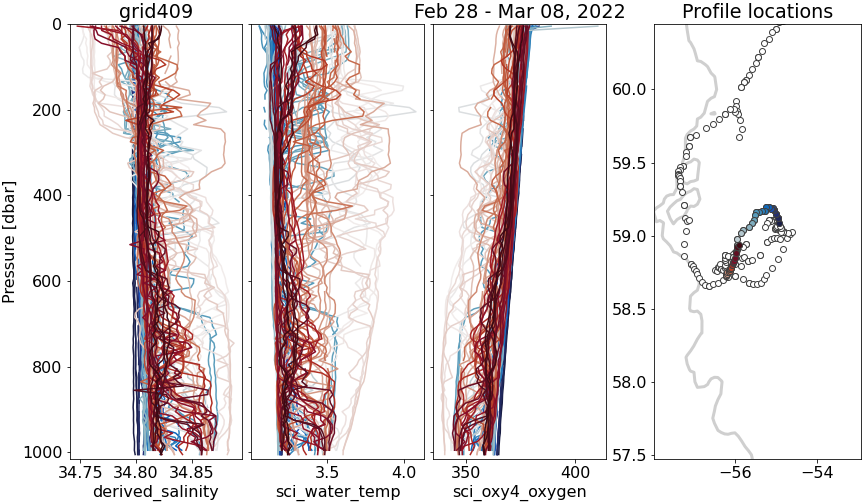 grid409 Feb 28 - Mar 08, 2022 Profile locations
Pressure [dbar]
0
200
400
600
800
1000
34.75 34.80 34.85
derived_salinity
3.5 4.0
sci_water_temp
350 400
sci_oxy4_oxygen
60.0
59.5
59.0
58.5
58.0
57.5
−56 −54